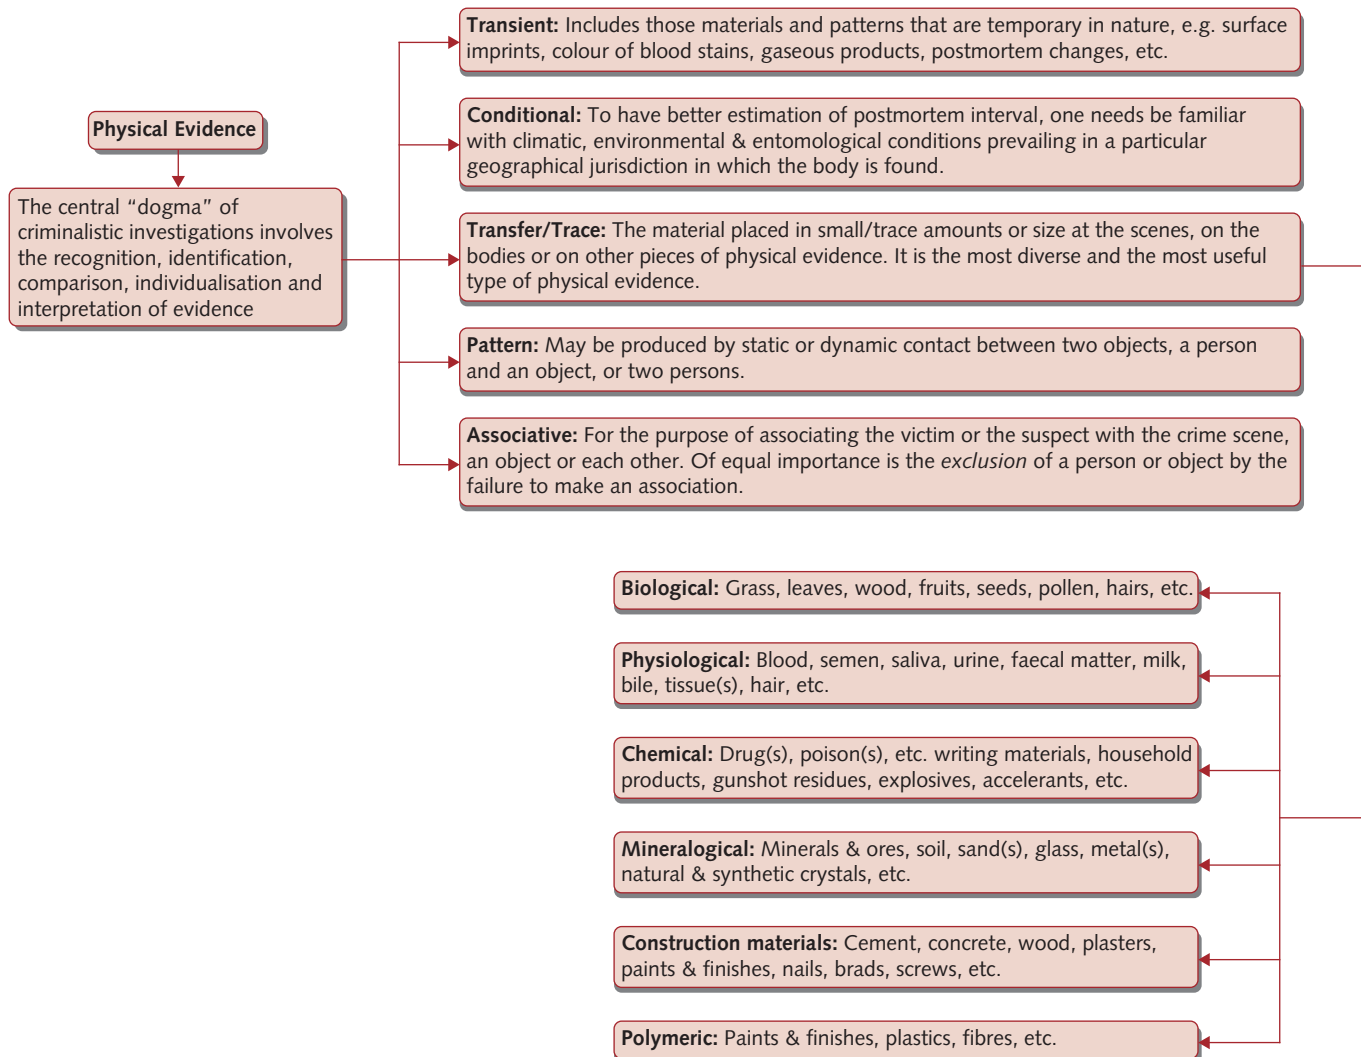 Physical Evidence
The central “dogma” of
criminalistic investigations involves
the recognition, identification,
comparison, individualisation and
interpretation of evidence
Transient: Includes those materials and patterns that are temporary in nature, e.g. surface
imprints, colour of blood stains, gaseous products, postmortem changes, etc.
Conditional: To have better estimation of postmortem interval, one needs be familiar
with climatic, environmental & entomological conditions prevailing in a particular
geographical jurisdiction in which the body is found.
Transfer/Trace: The material placed in small/trace amounts or size at the scenes, on the
bodies or on other pieces of physical evidence. It is the most diverse and the most useful
type of physical evidence.
Pattern: May be produced by static or dynamic contact between two objects, a person
and an object, or two persons.
Associative: For the purpose of associating the victim or the suspect with the crime scene,
an object or each other. Of equal importance is the exclusion of a person or object by the
failure to make an association.
Biological: Grass, leaves, wood, fruits, seeds, pollen, hairs, etc.
Physiological: Blood, semen, saliva, urine, faecal matter, milk,
bile, tissue(s), hair, etc.
Chemical: Drug(s), poison(s), etc. writing materials, household
products, gunshot residues, explosives, accelerants, etc.
Mineralogical: Minerals & ores, soil, sand(s), glass, metal(s),
natural & synthetic crystals, etc.
Construction materials: Cement, concrete, wood, plasters,
paints & finishes, nails, brads, screws, etc.
Polymeric: Paints & finishes, plastics, fibres, etc.